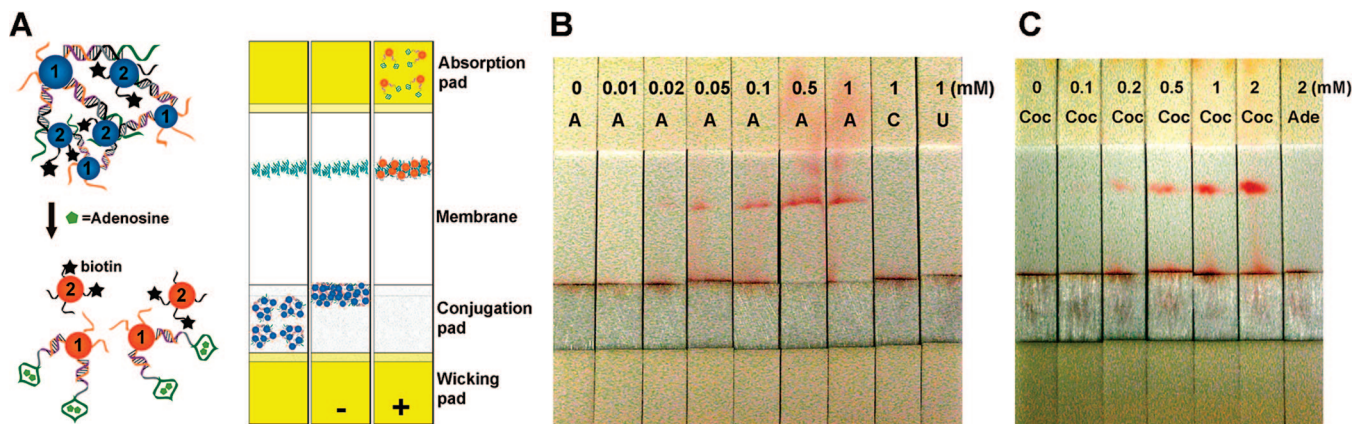 A
1
2
2
2
1
1
=Adenosine
biotin
2
2
1
1
Absorption
pad
Membrane
Conjugation
pad
Wicking
pad
-
+
B
0 0.01 0.02 0.05 0.1 0.5 1 1 1 (mM)
A A A A A A A C U
C
0 0.1 0.2 0.5 1 2 2 (mM)
Coc Coc Coc Coc Coc Coc Ade